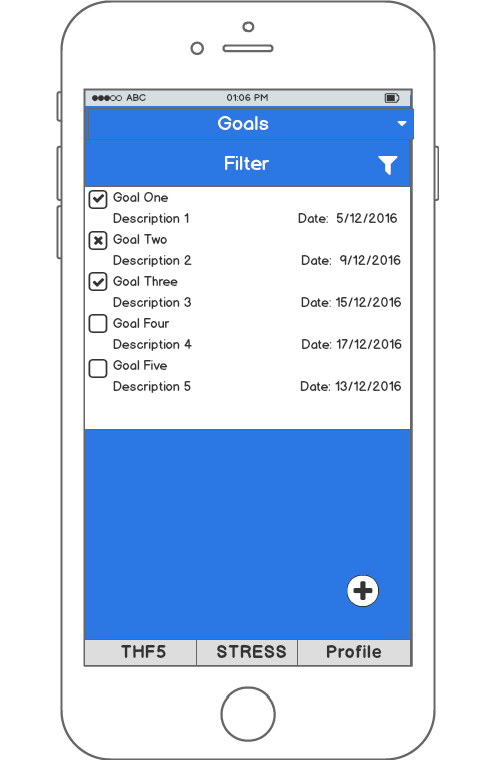 ABC 01:06 PM
Goals
Filter
Goal One
Description 1 Date: 5/12/2016
Goal Two
Description 2 Date: 9/12/2016
Goal Three
Description 3 Date: 15/12/2016
Goal Four
Description 4 Date: 17/12/2016
Goal Five
Description 5 Date: 13/12/2016
THF5 STRESS Profile